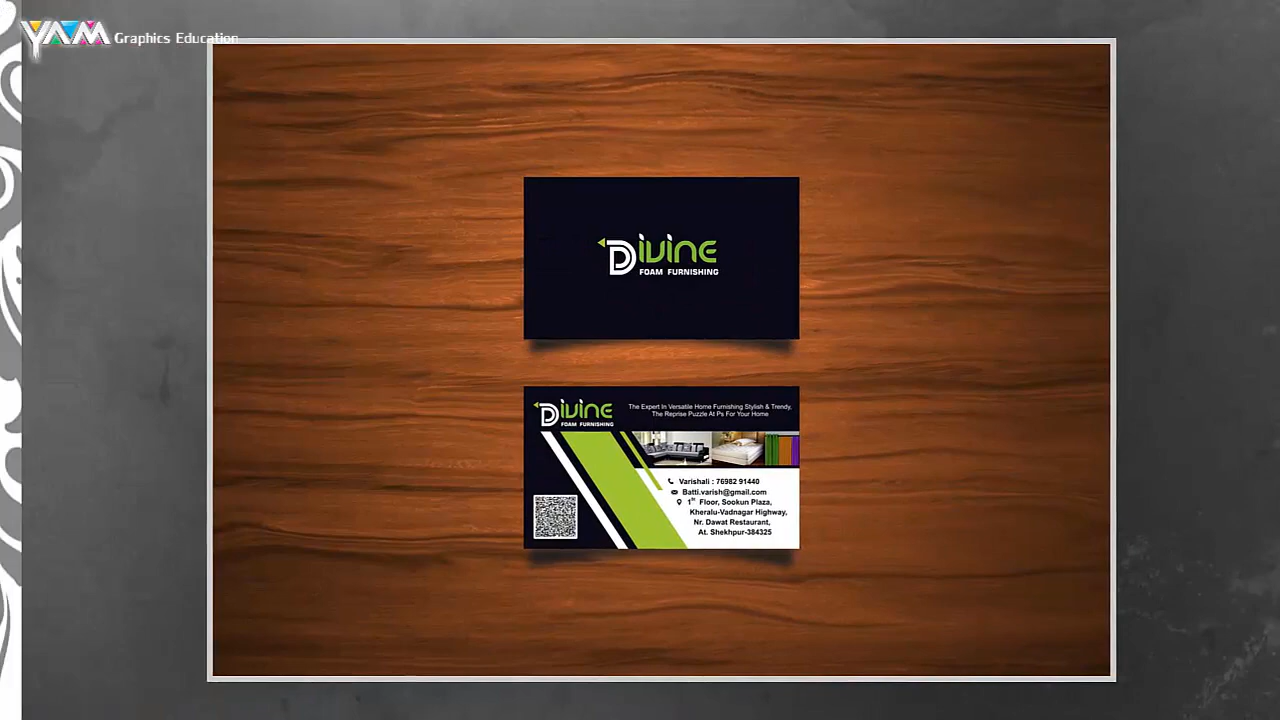 YAM Graphics Education
DIVINE
FOAM FURNISHING
DIVINE
FOAM FURNISHING
The Expert In Versatile Home Furnishing Stylish & Trendy,
The Reprise Puzzle At Ps For Your Home
Varishali : 76982 91440
Batti.varish@gmail.com
1st Floor, Sookun Plaza,
Kheralu-Vadnagar Highway,
Nr. Dawat Restaurant,
At. Shekhpur-384325